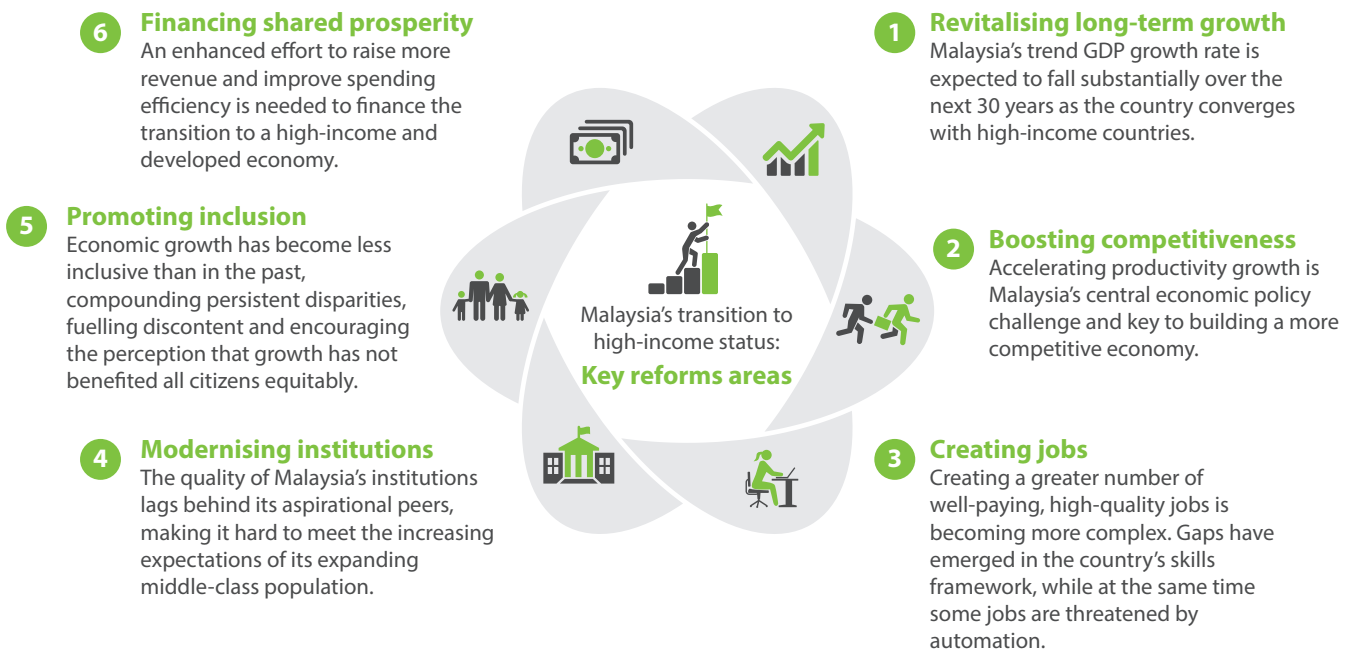 1
Revitalising long-term growth
Malaysia’s trend GDP growth rate is
expected to fall substantially over the
next 30 years as the country converges
with high-income countries.
2
Boosting competitiveness
Accelerating productivity growth is
Malaysia’s central economic policy
challenge and key to building a more
competitive economy.
3
Creating jobs
Creating a greater number of
well-paying, high-quality jobs is
becoming more complex. Gaps have
emerged in the country’s skills
framework, while at the same time
some jobs are threatened by
automation.
4
Modernising institutions
The quality of Malaysia’s institutions
lags behind its aspirational peers,
making it hard to meet the increasing
expectations of its expanding
middle-class population.
5
Promoting inclusion
Economic growth has become less
inclusive than in the past,
compounding persistent disparities,
fuelling discontent and encouraging
the perception that growth has not
benefited all citizens equitably.
6
Financing shared prosperity
An enhanced effort to raise more
revenue and improve spending
efficiency is needed to finance the
transition to a high-income and
developed economy.
Malaysia’s transition to
high-income status:
Key reforms areas